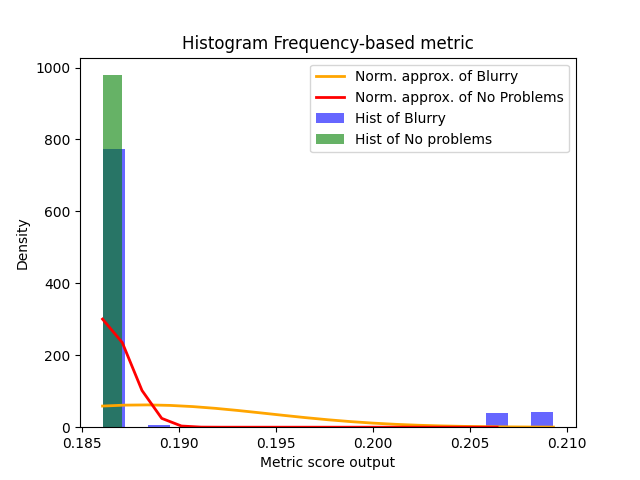 Histogram Frequency-based metric
Norm. approx. of Blurry
Norm. approx. of No Problems
Hist of Blurry
Hist of No problems
Density
1000
800
600
400
200
0
0.185
0.190
0.195
0.200
0.205
0.210
Metric score output